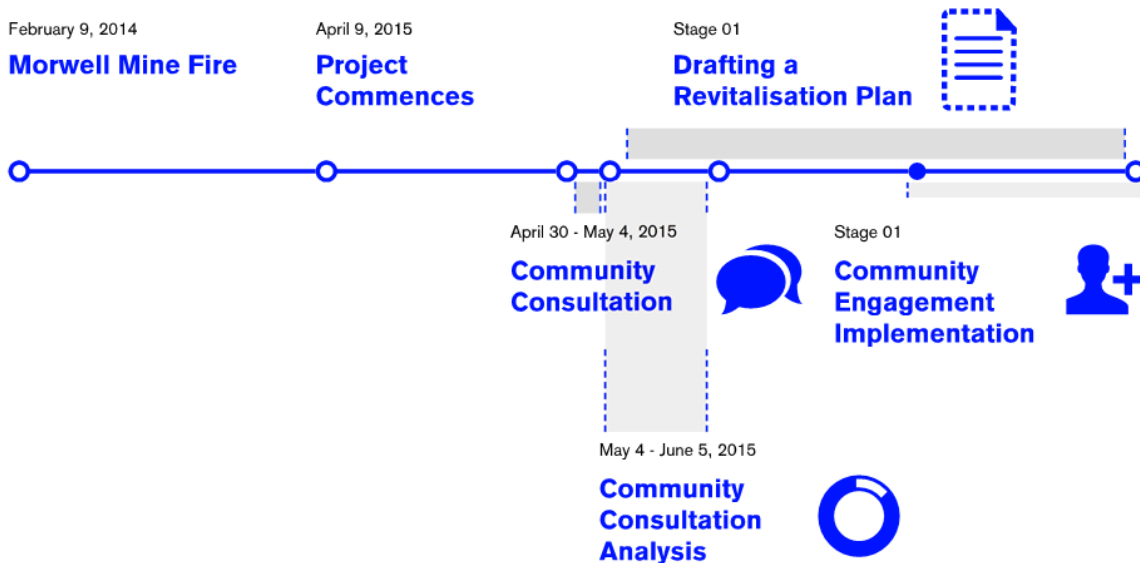 February 9, 2014
Morwell Mine Fire
April 9, 2015
Project
Commences
Stage 01
Drafting a
Revitalisation Plan
April 30 - May 4, 2015
Community
Consultation
Stage 01
Community
Engagement
Implementation
May 4 - June 5, 2015
Community
Consultation
Analysis